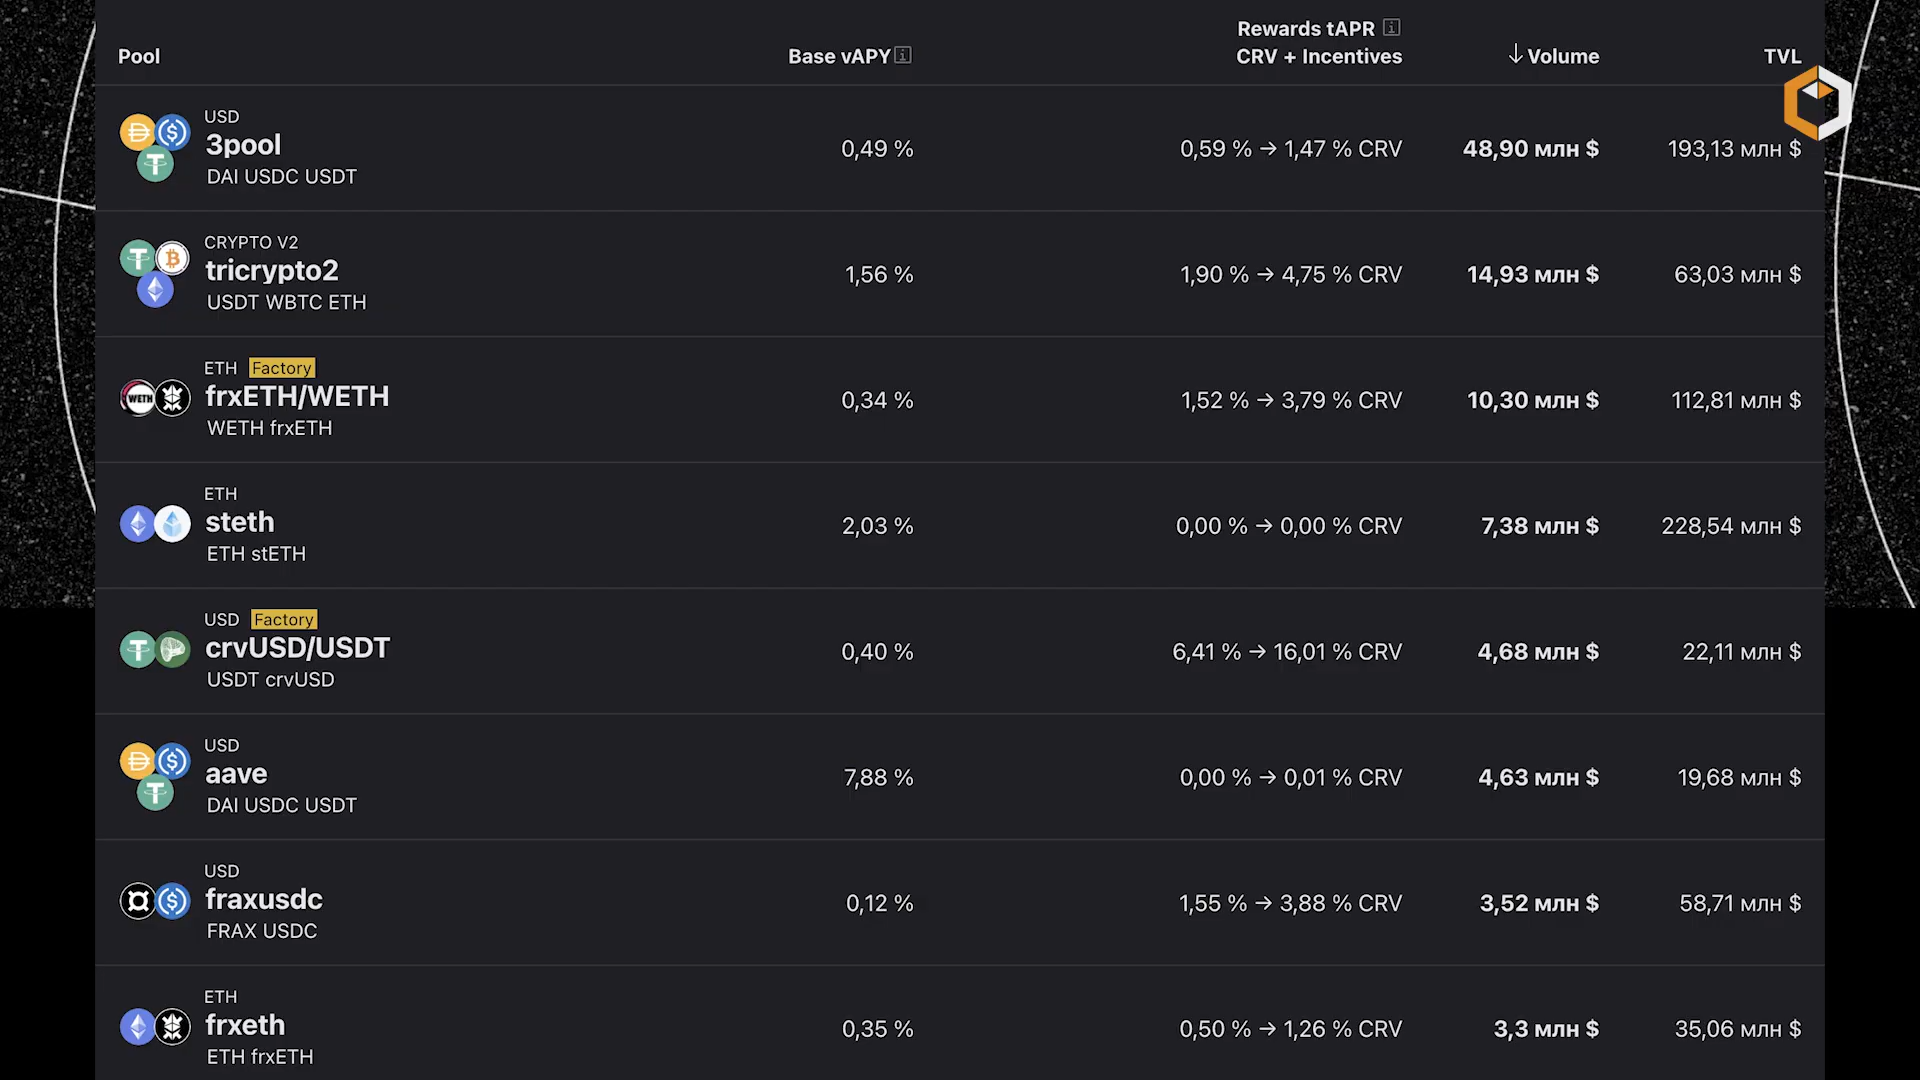 Pool
Base vAPY
Rewards tAPR
CRV + Incentives
↓ Volume
TVL
USD
3pool
DAI USDC USDT
0,49 %
0,59 % → 1,47 % CRV
48,90 млн $
193,13 млн $
CRYPTO V2
tricrypto2
USDT WBTC ETH
1,56 %
1,90 % → 4,75 % CRV
14,93 млн $
63,03 млн $
ETH Factory
WETH
frxETH/WETH
WETH frxETH
0,34 %
1,52 % → 3,79 % CRV
10,30 млн $
112,81 млн $
ETH
steth
ETH stETH
2,03 %
0,00 % → 0,00 % CRV
7,38 млн $
228,54 млн $
USD Factory
crvUSD/USDT
USDT crvUSD
0,40 %
6,41 % → 16,01 % CRV
4,68 млн $
22,11 млн $
USD
aave
DAI USDC USDT
7,88 %
0,00 % → 0,01 % CRV
4,63 млн $
19,68 млн $
USD
fraxusdc
FRAX USDC
0,12 %
1,55 % → 3,88 % CRV
3,52 млн $
58,71 млн $
ETH
frxeth
ETH frxETH
0,35 %
0,50 % → 1,26 % CRV
3,3 млн $
35,06 млн $